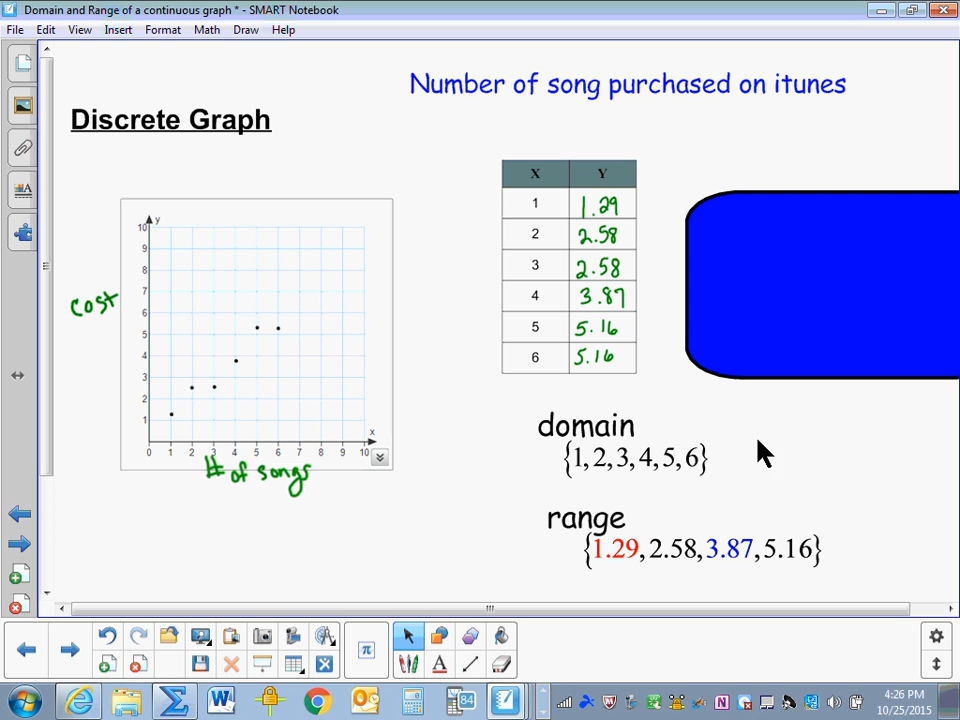 Domain and Range of a continuous graph * - SMART Notebook
File Edit View Insert Format Math Draw Help
Number of song purchased on itunes
Discrete Graph
X Y
1 1.29
2 2.58
3 2.58
4 3.87
5 5.16
6 5.16
y
10
9
8
7
6
5
4
3
2
1
x
0 1 2 3 4 5 6 7 8 9 10
cost
# of songs
domain
{1,2,3,4,5,6}
range
{1.29,2.58,3.87,5.16}
π
A
84
4:26 PM
10/25/2015